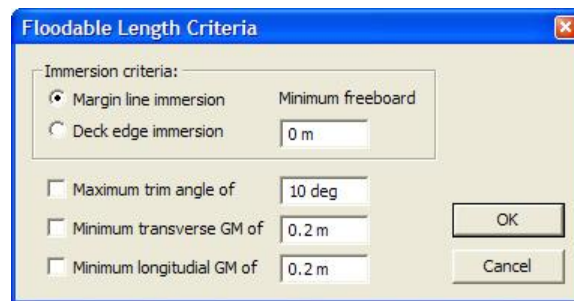 Floodable Length Criteria
Immersion criteria:
Margin line immersion Minimum freeboard
Deck edge immersion 0 m
Maximum trim angle of 10 deg
Minimum transverse GM of 0.2 m OK
Minimum longitudial GM of 0.2 m Cancel